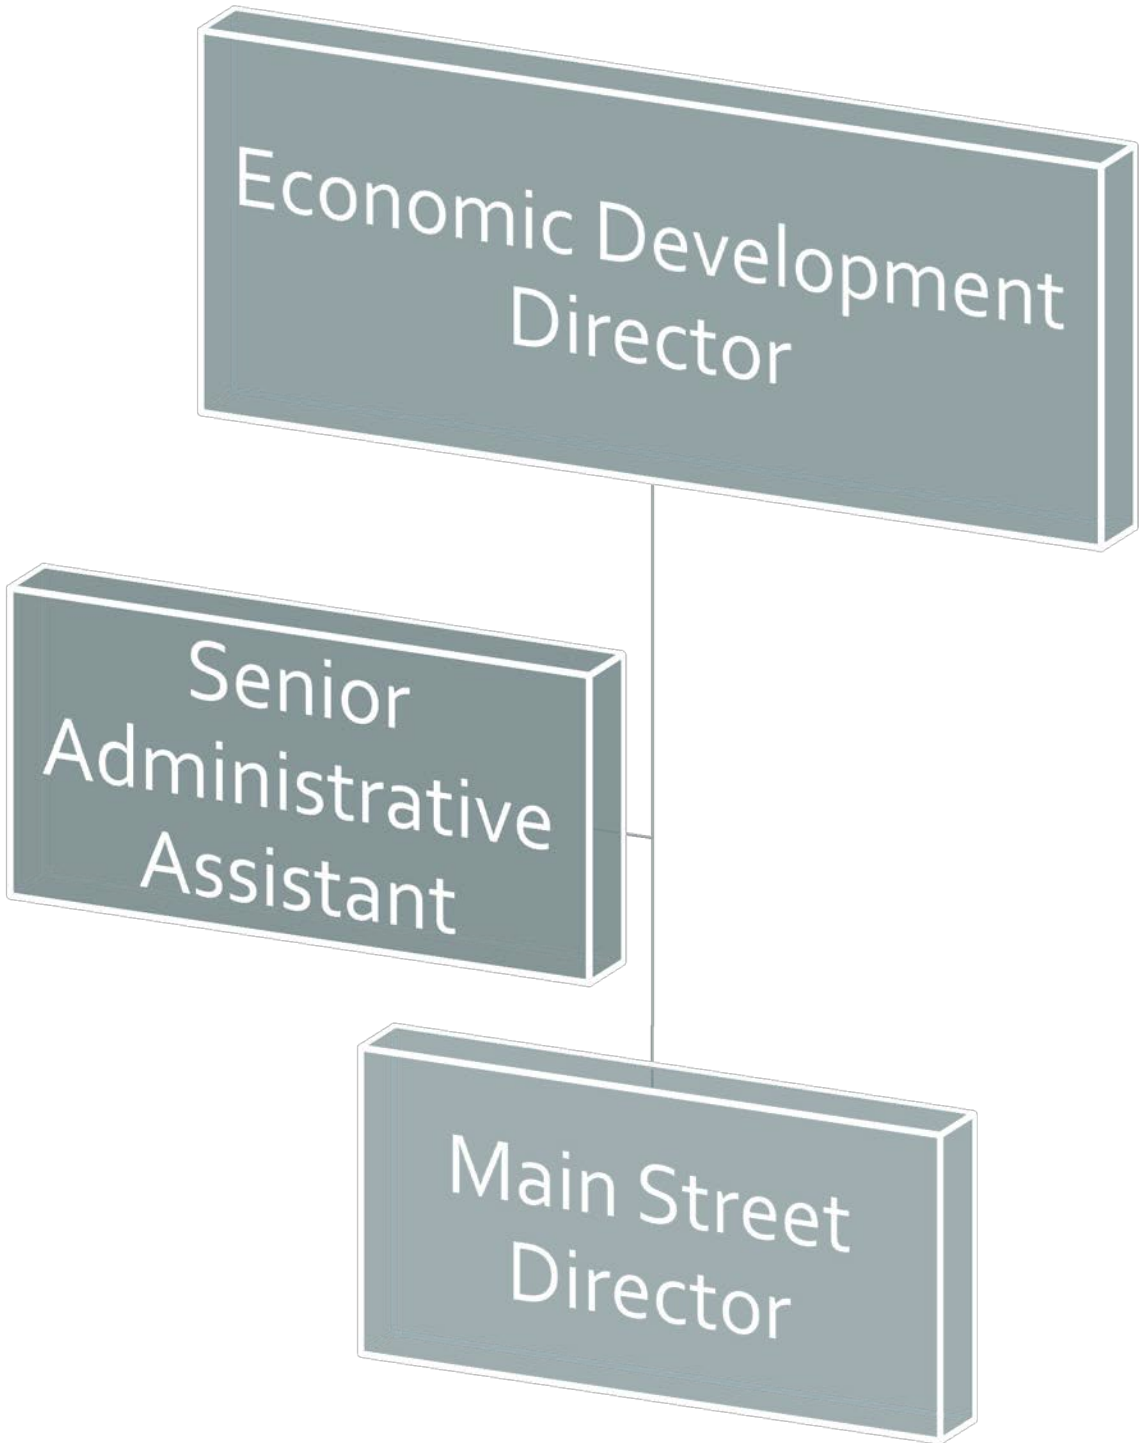 Economic Development
Director
Senior
Administrative
Assistant
Main Street
Director